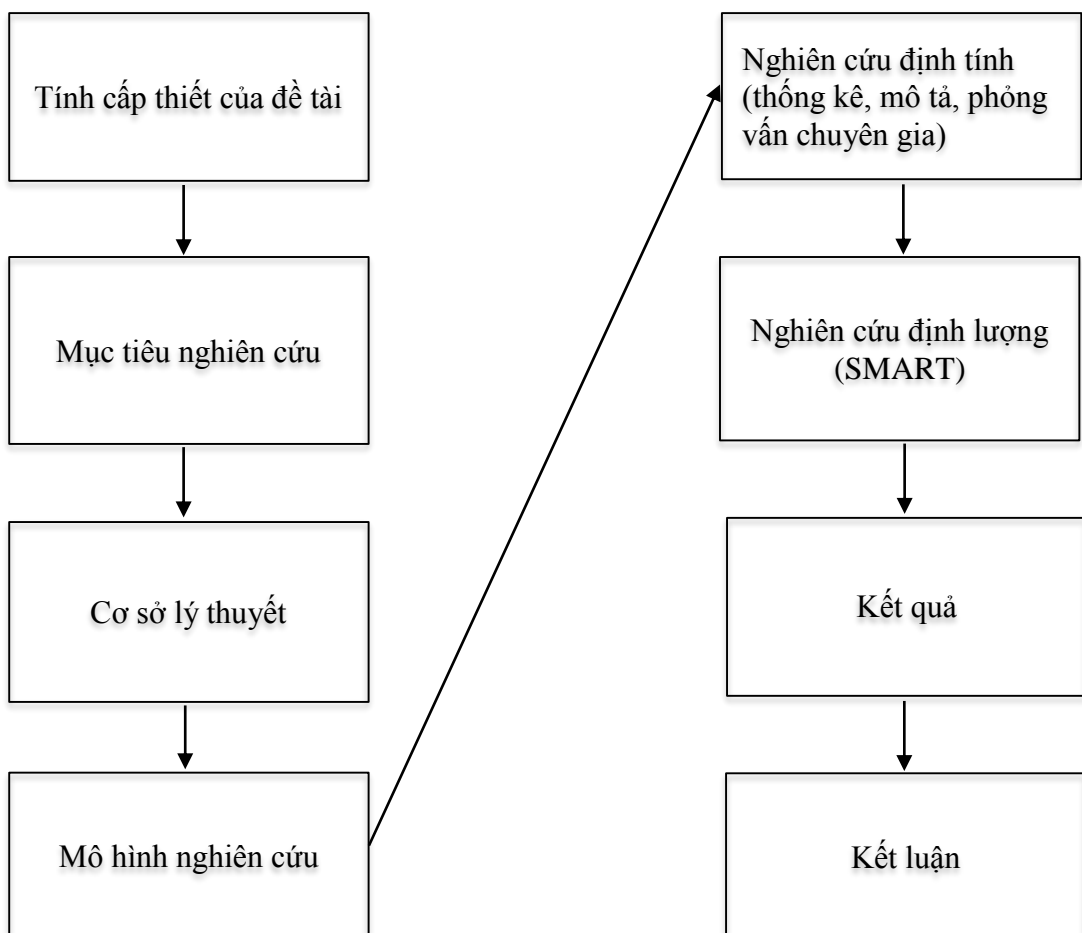 Tính cấp thiết của đề tài
Mục tiêu nghiên cứu
Cơ sở lý thuyết
Mô hình nghiên cứu
Nghiên cứu định tính
(thống kê, mô tả, phỏng
vấn chuyên gia)
Nghiên cứu định lượng
(SMART)
Kết quả
Kết luận